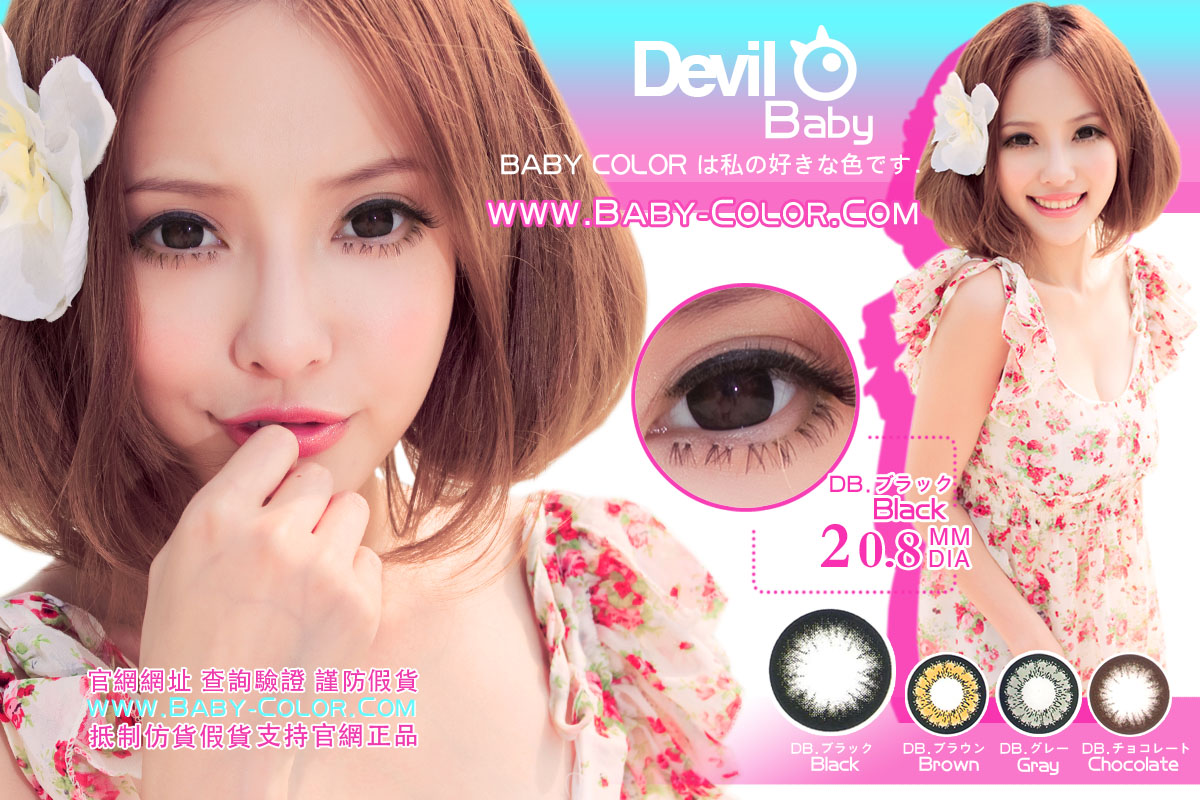 Devil
Baby
BABY COLOR は私の好きな色です.
WWW.BABY-COLOR.COM
DB.ブラック
Black
20.8 MM
DIA
官網網址 查詢驗證 謹防假貨
WWW.BABY-COLOR.COM
抵制仿貨假貨支持官網正品
DB.ブラック
Black
DB.ブラウン
Brown
DB.グレー
Gray
DB.チョコレート
Chocolate